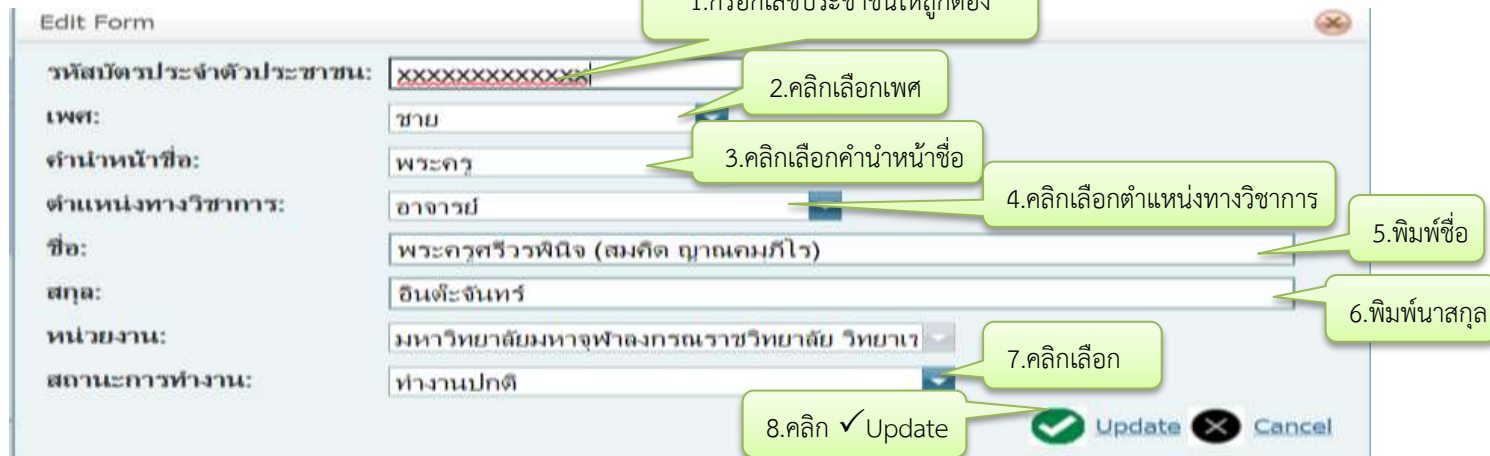 1.กรอกเลขประชาชนให้ถูกต้อง
Edit Form
รหัสบัตรประจำตัวประชาชน: xxxxxxxxxxxxx
2.คลิกเลือกเพศ
เพศ: ชาย
3.คลิกเลือกคำนำหน้าชื่อ
คำนำหน้าชื่อ: พระครู
4.คลิกเลือกตำแหน่งทางวิชาการ
ตำแหน่งทางวิชาการ: อาจารย์
5.พิมพ์ชื่อ
ชื่อ: พระครูศรีวรพินิจ (สมคิด ญาณคมภีโร)
สกุล: อินต๊ะจันทร์
6.พิมพ์นาสกุล
หน่วยงาน: มหาวิทยาลัยมหาจุฬาลงกรณราชวิทยาลัย วิทยาเ
7.คลิกเลือก
สถานะการทำงาน: ทำงานปกติ
8.คลิก ✓Update
Update Cancel